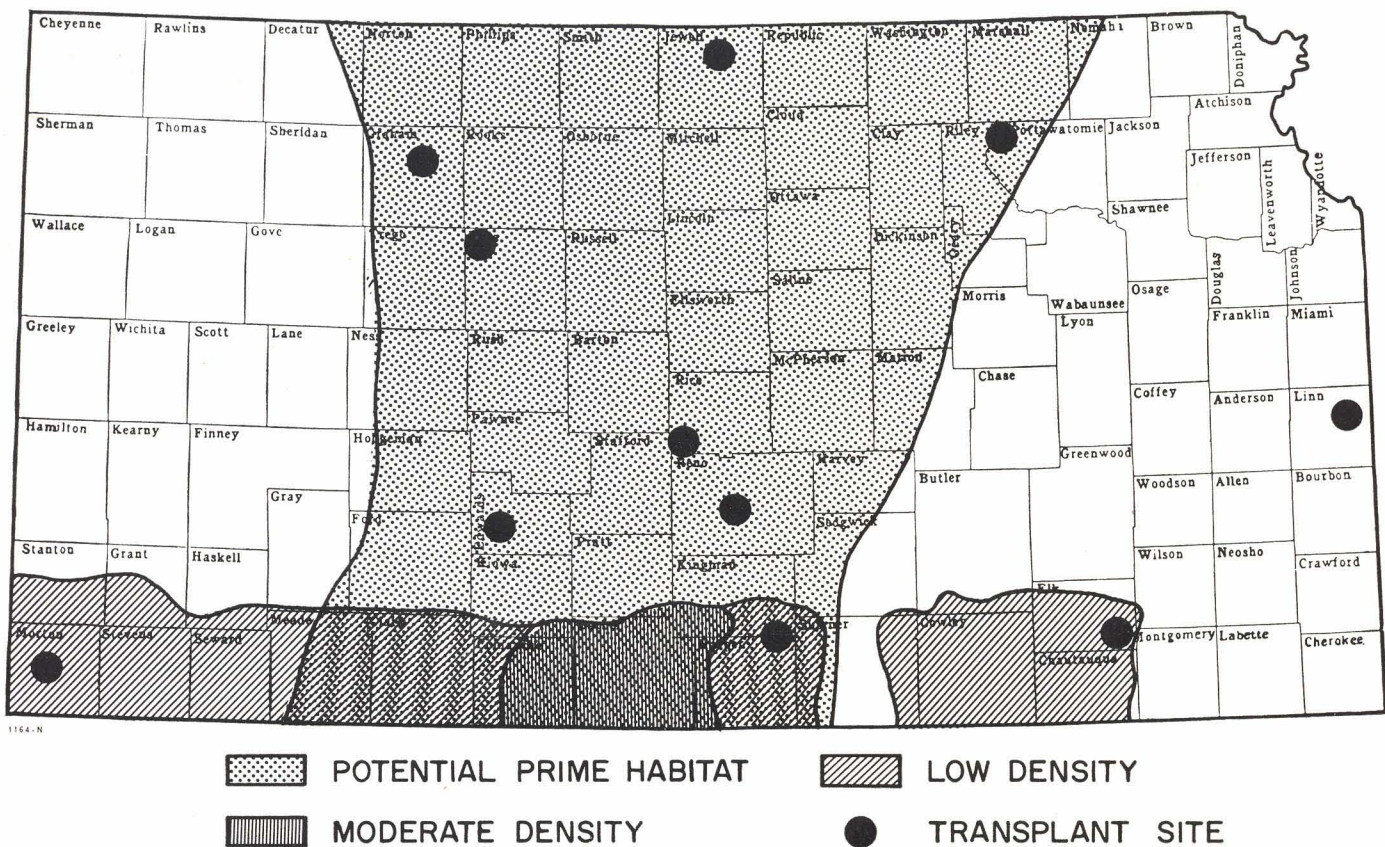 Cheyenne
Rawlins
Decatur
Norton
Phillips
Smith
Jewell
Republic
Washington
Marshall
Nemahi
Brown
Doniphan
Atchison
Sherman
Thomas
Sheridan
Graham
Rooks
Osborne
Mitchell
Cloud
Clay
Riley
Pottawatomie
Jackson
Jefferson
Leavenworth
Wyandotte
Wallace
Logan
Gove
Trego
Russell
Lincoln
Ottawa
Dickinson
Geary
Shawnee
Ellsworth
Saline
Morris
Wabaunsee
Osage
Douglas
Johnson
Greeley
Wichita
Scott
Lane
Ness
Rush
Barton
Rice
McPherson
Marion
Chase
Lyon
Franklin
Miami
Coffey
Anderson
Linn
Hamilton
Kearny
Finney
Hodgeman
Pawnee
Stafford
Reno
Harvey
Butler
Greenwood
Woodson
Allen
Bourbon
Gray
Ford
Edwards
Pratt
Kingman
Sedgwick
Stanton
Grant
Haskell
Kiowa
Wilson
Neosho
Crawford
Elk
Morton
Stevens
Seward
Meade
Clark
Sumner
Cowley
Chautauqua
Montgomery
Labette
Cherokee.
1164-N
POTENTIAL PRIME HABITAT
LOW DENSITY
MODERATE DENSITY
TRANSPLANT SITE